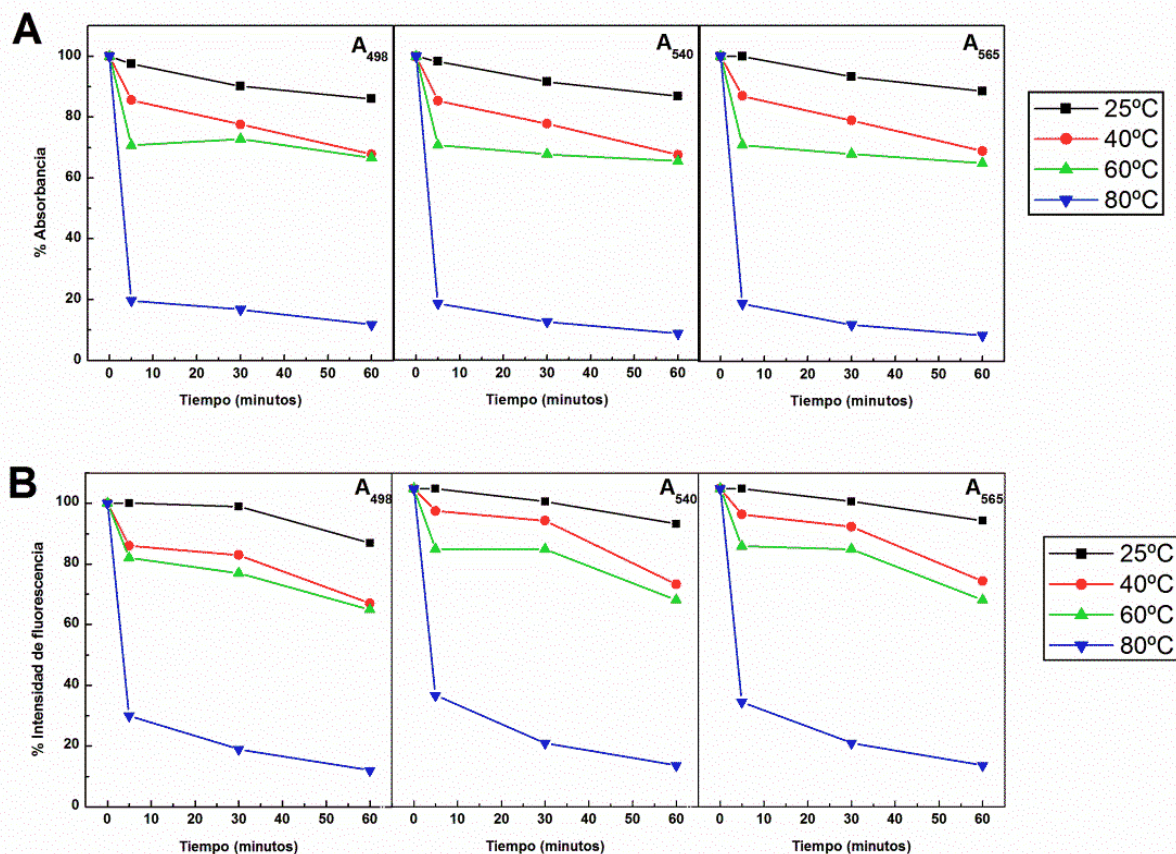 A
A498
A540
A565
100
80
60
40
20
0
% Absorbancia
0 10 20 30 40 50 60
0 10 20 30 40 50 60
0 10 20 30 40 50 60
Tiempo (minutos)
Tiempo (minutos)
Tiempo (minutos)
25ºC
40ºC
60ºC
80ºC
B
A498
A540
A565
100
80
60
40
20
0
% Intensidad de fluorescencia
0 10 20 30 40 50 60
0 10 20 30 40 50 60
0 10 20 30 40 50 60
Tiempo (minutos)
Tiempo (minutos)
Tiempo (minutos)
25ºC
40ºC
60ºC
80ºC